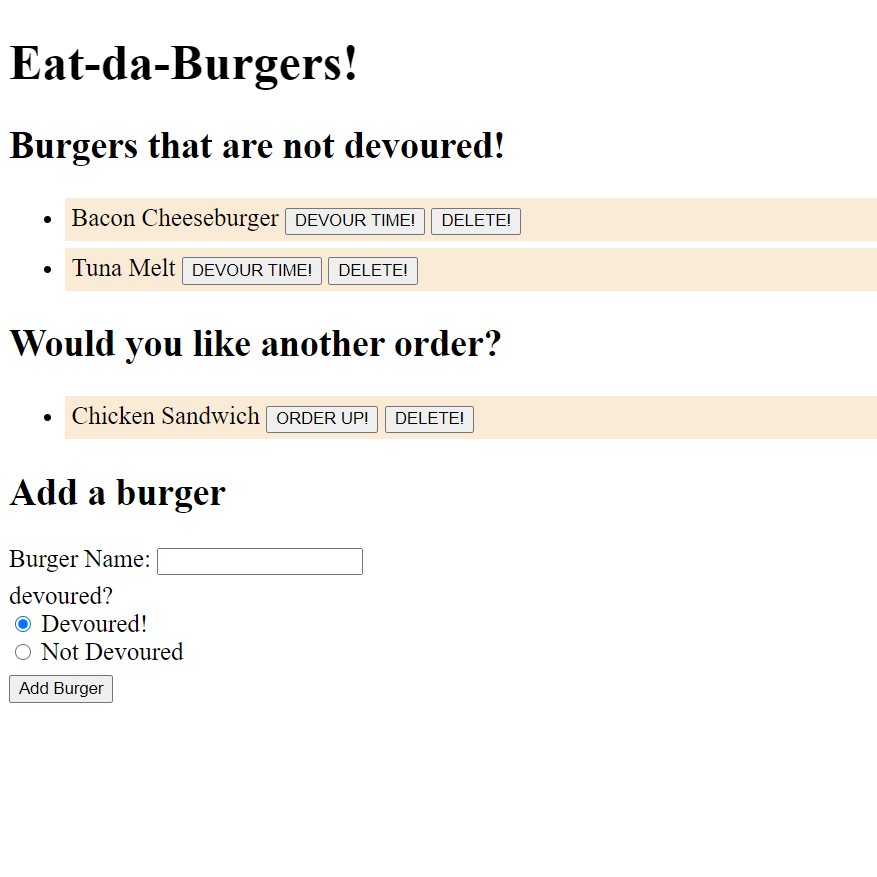 Eat-da-Burgers!
Burgers that are not devoured!
Bacon Cheeseburger DEVOUR TIME! DELETE!
Tuna Melt DEVOUR TIME! DELETE!
Would you like another order?
Chicken Sandwich ORDER UP! DELETE!
Add a burger
Burger Name:
devoured?
Devoured!
Not Devoured
Add Burger